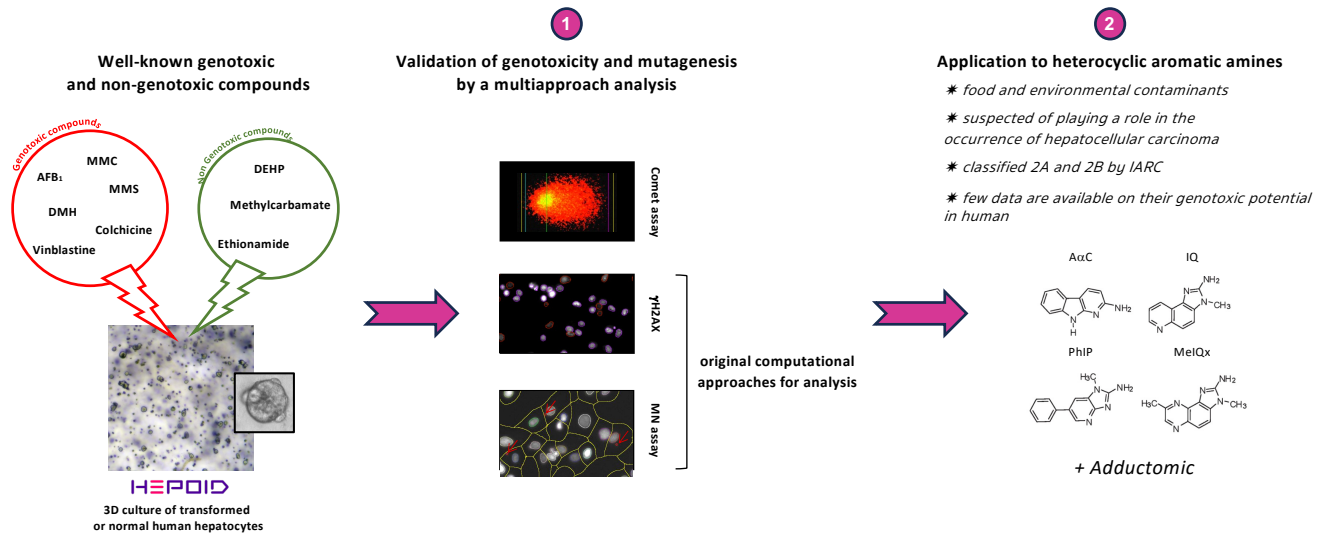 Well-known genotoxic
and non-genotoxic compounds
Genotoxic compounds
MMC
AFB₁
MMS
DMH
Colchicine
Vinblastine
Non Genotoxic compounds
DEHP
Methylcarbamate
Ethionamide
HEPOID
3D culture of transformed
or normal human hepatocytes
1
Validation of genotoxicity and mutagenesis
by a multiapproach analysis
Comet assay
γH2AX
MN assay
original computational
approaches for analysis
2
Application to heterocyclic aromatic amines
✷ food and environmental contaminants
✷ suspected of playing a role in the
occurrence of hepatocellular carcinoma
✷ classified 2A and 2B by IARC
✷ few data are available on their genotoxic potential
in human
AαC
N
N
H
NH₂
IQ
NH₂
N
N
CH₃
N
PhIP
H₃C
N
NH₂
N
N
MeIQx
NH₂
N
N
CH₃
H₃C
N
N
+ Adductomic